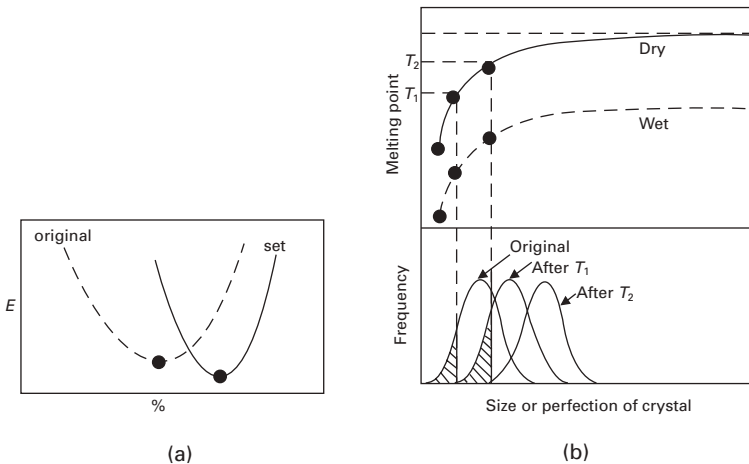 original
set
E
%
(a)
Melting point
T2
T1
Dry
Wet
Frequency
Original
After T1
After T2
Size or perfection of crystal
(b)